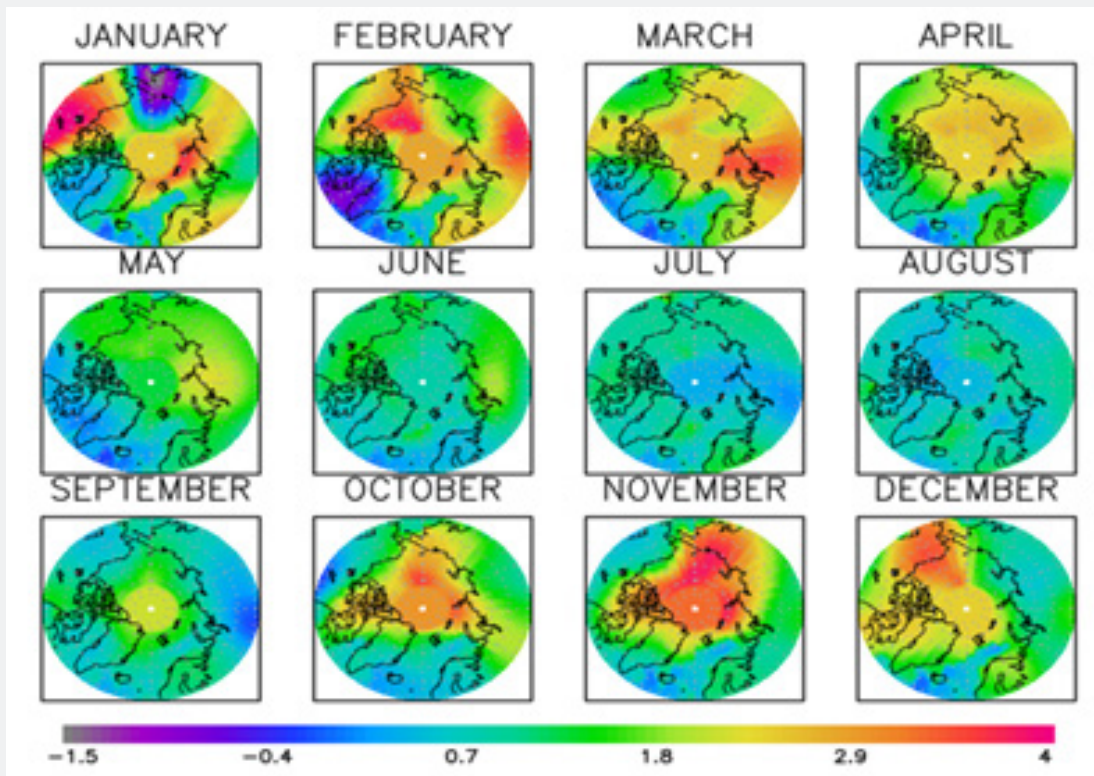 JANUARY FEBRUARY MARCH APRIL
MAY JUNE JULY AUGUST
SEPTEMBER OCTOBER NOVEMBER DECEMBER
−1.5 −0.4 0.7 1.8 2.9 4